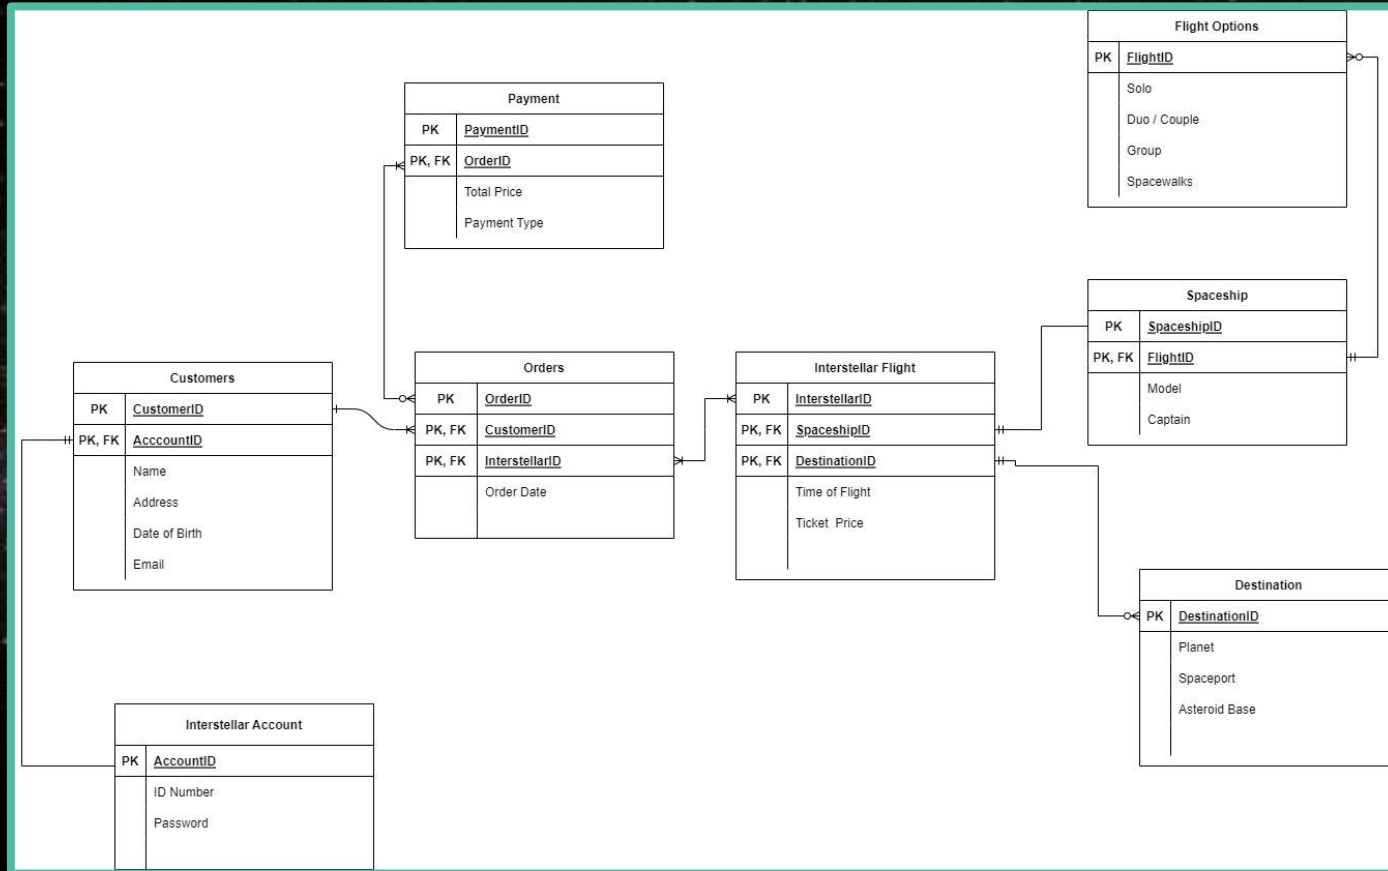 Flight Options
PK FlightID
Solo
Duo / Couple
Group
Spacewalks
Payment
PK PaymentID
PK, FK OrderID
Total Price
Payment Type
Spaceship
PK SpaceshipID
PK, FK FlightID
Model
Captain
Customers
PK CustomerID
PK, FK AcccountID
Name
Address
Date of Birth
Email
Orders
PK OrderID
PK, FK CustomerID
PK, FK InterstellarID
Order Date
Interstellar Flight
PK InterstellarID
PK, FK SpaceshipID
PK, FK DestinationID
Time of Flight
Ticket Price
Destination
PK DestinationID
Planet
Spaceport
Asteroid Base
Interstellar Account
PK AccountID
ID Number
Password